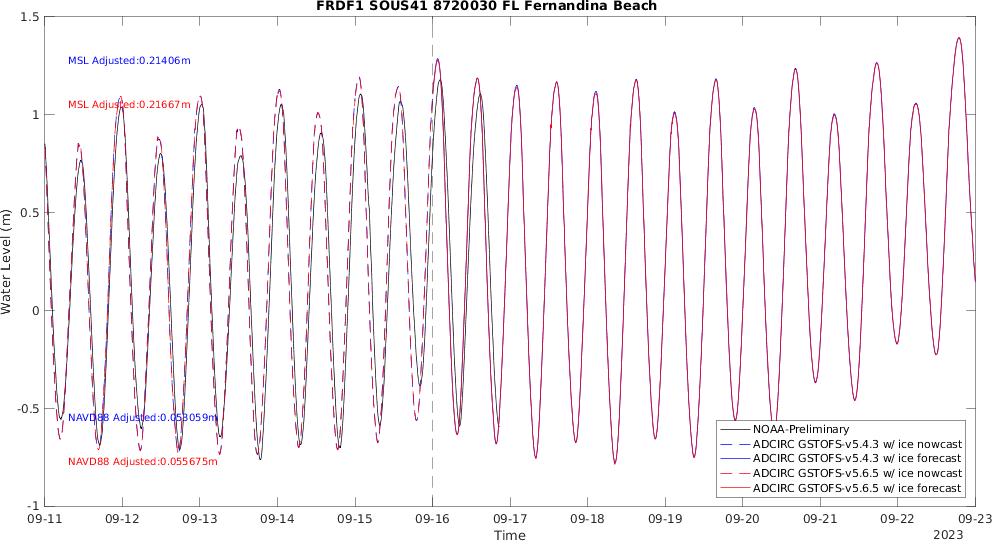 FRDF1 SOUS41 8720030 FL Fernandina Beach
1.5
MSL Adjusted:0.21406m
MSL Adjusted:0.21667m
1
0.5
Water Level (m)
0
-0.5
NAVD88 Adjusted:0.053059m
NAVD88 Adjusted:0.055675m
NOAA-Preliminary
ADCIRC GSTOFS-v5.4.3 w/ ice nowcast
ADCIRC GSTOFS-v5.4.3 w/ ice forecast
ADCIRC GSTOFS-v5.6.5 w/ ice nowcast
ADCIRC GSTOFS-v5.6.5 w/ ice forecast
-1
09-11 09-12 09-13 09-14 09-15 09-16 09-17 09-18 09-19 09-20 09-21 09-22 09-23
Time
2023